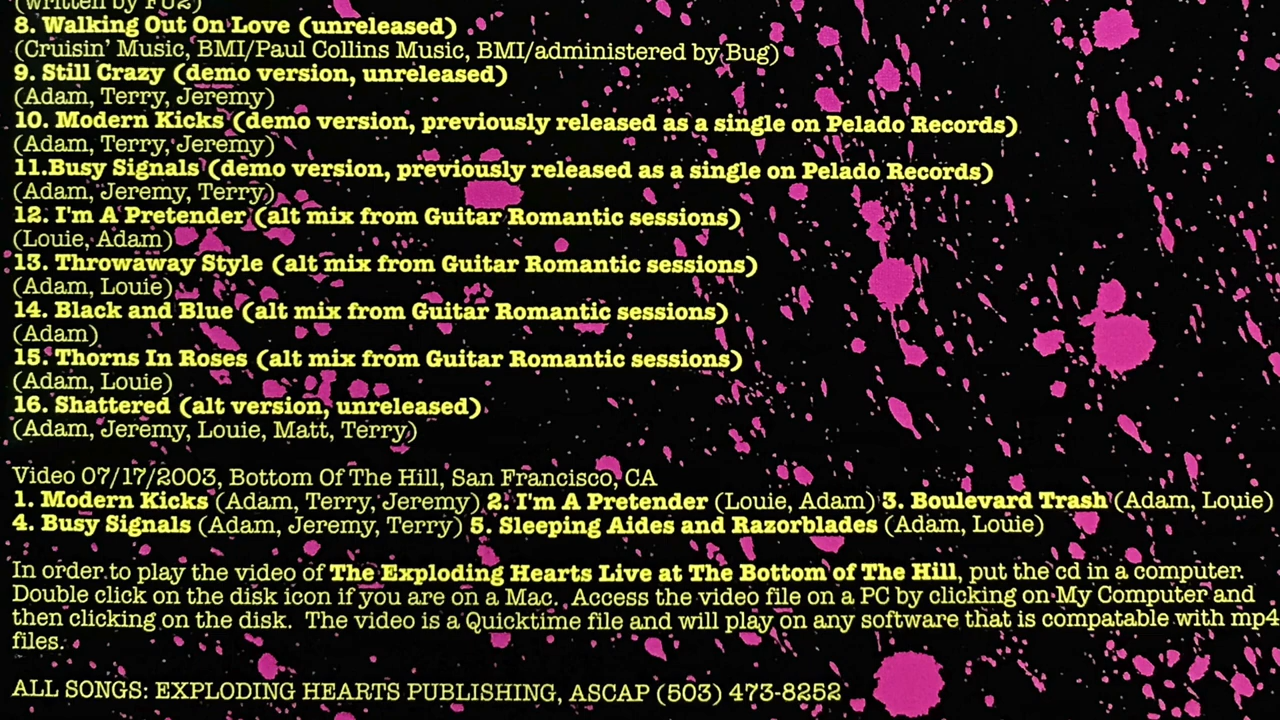 (written by FU2)
8. Walking Out On Love (unreleased)
(Cruisin' Music, BMI/Paul Collins Music, BMI/administered by Bug)
9. Still Crazy (demo version, unreleased)
(Adam, Terry, Jeremy)
10. Modern Kicks (demo version, previously released as a single on Pelado Records)
(Adam, Terry, Jeremy)
11.Busy Signals (demo version, previously released as a single on Pelado Records)
(Adam, Jeremy, Terry)
12. I'm A Pretender (alt mix from Guitar Romantic sessions)
(Louie, Adam)
13. Throwaway Style (alt mix from Guitar Romantic sessions)
(Adam, Louie)
14. Black and Blue (alt mix from Guitar Romantic sessions)
(Adam)
15. Thorns In Roses (alt mix from Guitar Romantic sessions)
(Adam, Louie)
16. Shattered (alt version, unreleased)
(Adam, Jeremy, Louie, Matt, Terry)
Video 07/17/2003, Bottom Of The Hill, San Francisco, CA
1. Modern Kicks (Adam, Terry, Jeremy) 2. I'm A Pretender (Louie, Adam) 3. Boulevard Trash (Adam, Louie)
4. Busy Signals (Adam, Jeremy, Terry) 5. Sleeping Aides and Razorblades (Adam, Louie)
In order to play the video of The Exploding Hearts Live at The Bottom of The Hill, put the cd in a computer.
Double click on the disk icon if you are on a Mac. Access the video file on a PC by clicking on My Computer and
then clicking on the disk. The video is a Quicktime file and will play on any software that is compatable with mp4
files.
ALL SONGS: EXPLODING HEARTS PUBLISHING, ASCAP (503) 473-8252